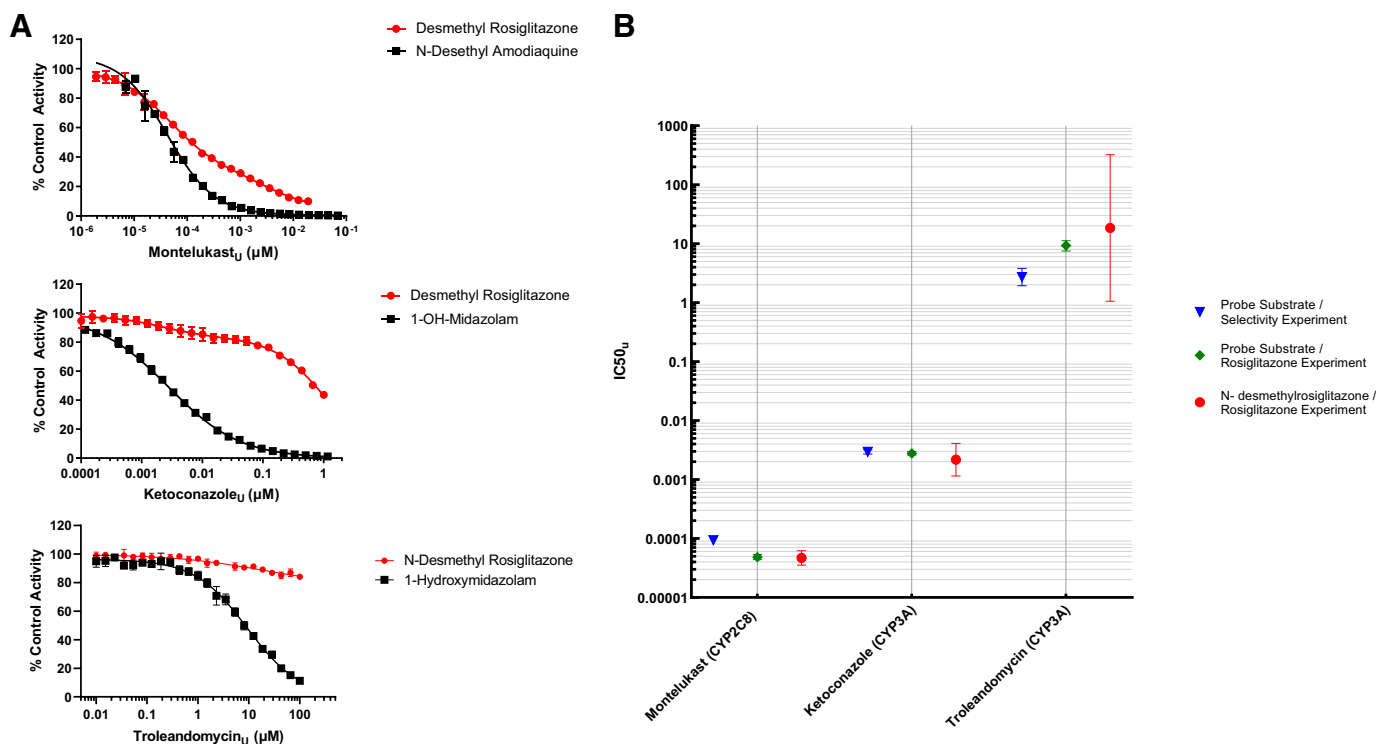 A
Desmethyl Rosiglitazone
N-Desethyl Amodiaquine
% Control Activity
120
100
80
60
40
20
0
10-6
10-5
10-4
10-3
10-2
10-1
MontelukastU (µM)
Desmethyl Rosiglitazone
1-OH-Midazolam
% Control Activity
120
100
80
60
40
20
0
0.0001
0.001
0.01
0.1
1
KetoconazoleU (µM)
N-Desmethyl Rosiglitazone
1-Hydroxymidazolam
% Control Activity
120
100
80
60
40
20
0
0.01
0.1
1
10
100
TroleandomycinU (µM)
B
IC50u
1000
100
10
1
0.1
0.01
0.001
0.0001
0.00001
Montelukast (CYP2C8)
Ketoconazole (CYP3A)
Troleandomycin (CYP3A)
Probe Substrate /
Selectivity Experiment
Probe Substrate /
Rosiglitazone Experiment
N- desmethylrosiglitazone /
Rosiglitazone Experiment